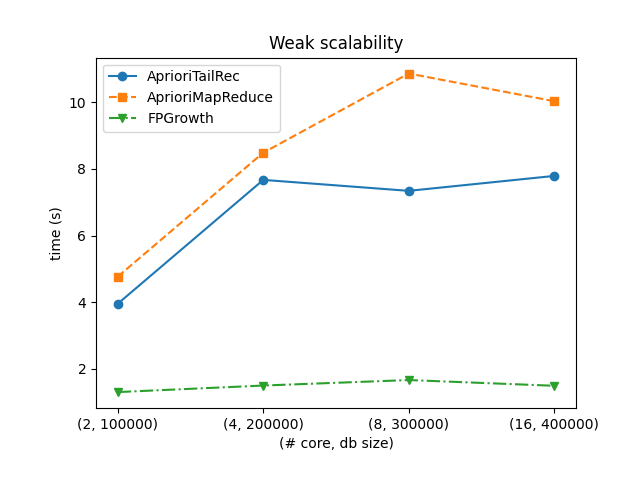 Weak scalability
AprioriTailRec
AprioriMapReduce
FPGrowth
time (s)
10
8
6
4
2
(2, 100000)
(4, 200000)
(8, 300000)
(16, 400000)
(# core, db size)